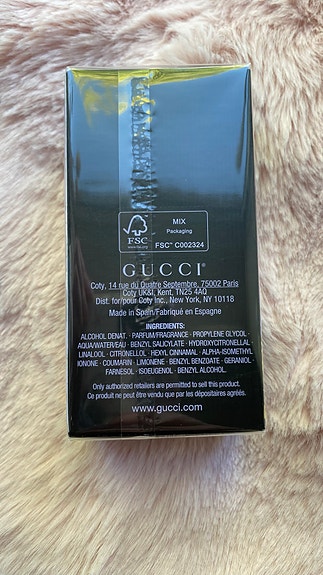 MIX
Packaging
FSC
www.fsc.org
FSC™ C002324
GUCCI®
Coty, 14 rue du Quatre Septembre, 75002 Paris
Coty UK&I, Kent, TN25 4AQ
Dist. for/pour Coty Inc., New York, NY 10118
Made in Spain/Fabriqué en Espagne
INGREDIENTS:
ALCOHOL DENAT. · PARFUM/FRAGRANCE · PROPYLENE GLYCOL ·
AQUA/WATER/EAU · BENZYL SALICYLATE · HYDROXYCITRONELLAL
LINALOOL · CITRONELLOL · HEXYL CINNAMAL · ALPHA-ISOMETHYL
IONONE · COUMARIN · LIMONENE · BENZYL BENZOATE · GERANIOL ·
FARNESOL · ISOEUGENOL · BENZYL ALCOHOL.
Only authorized retailers are permitted to sell this product.
Ce produit ne peut être vendu que par les dépositaires agréés.
www.gucci.com